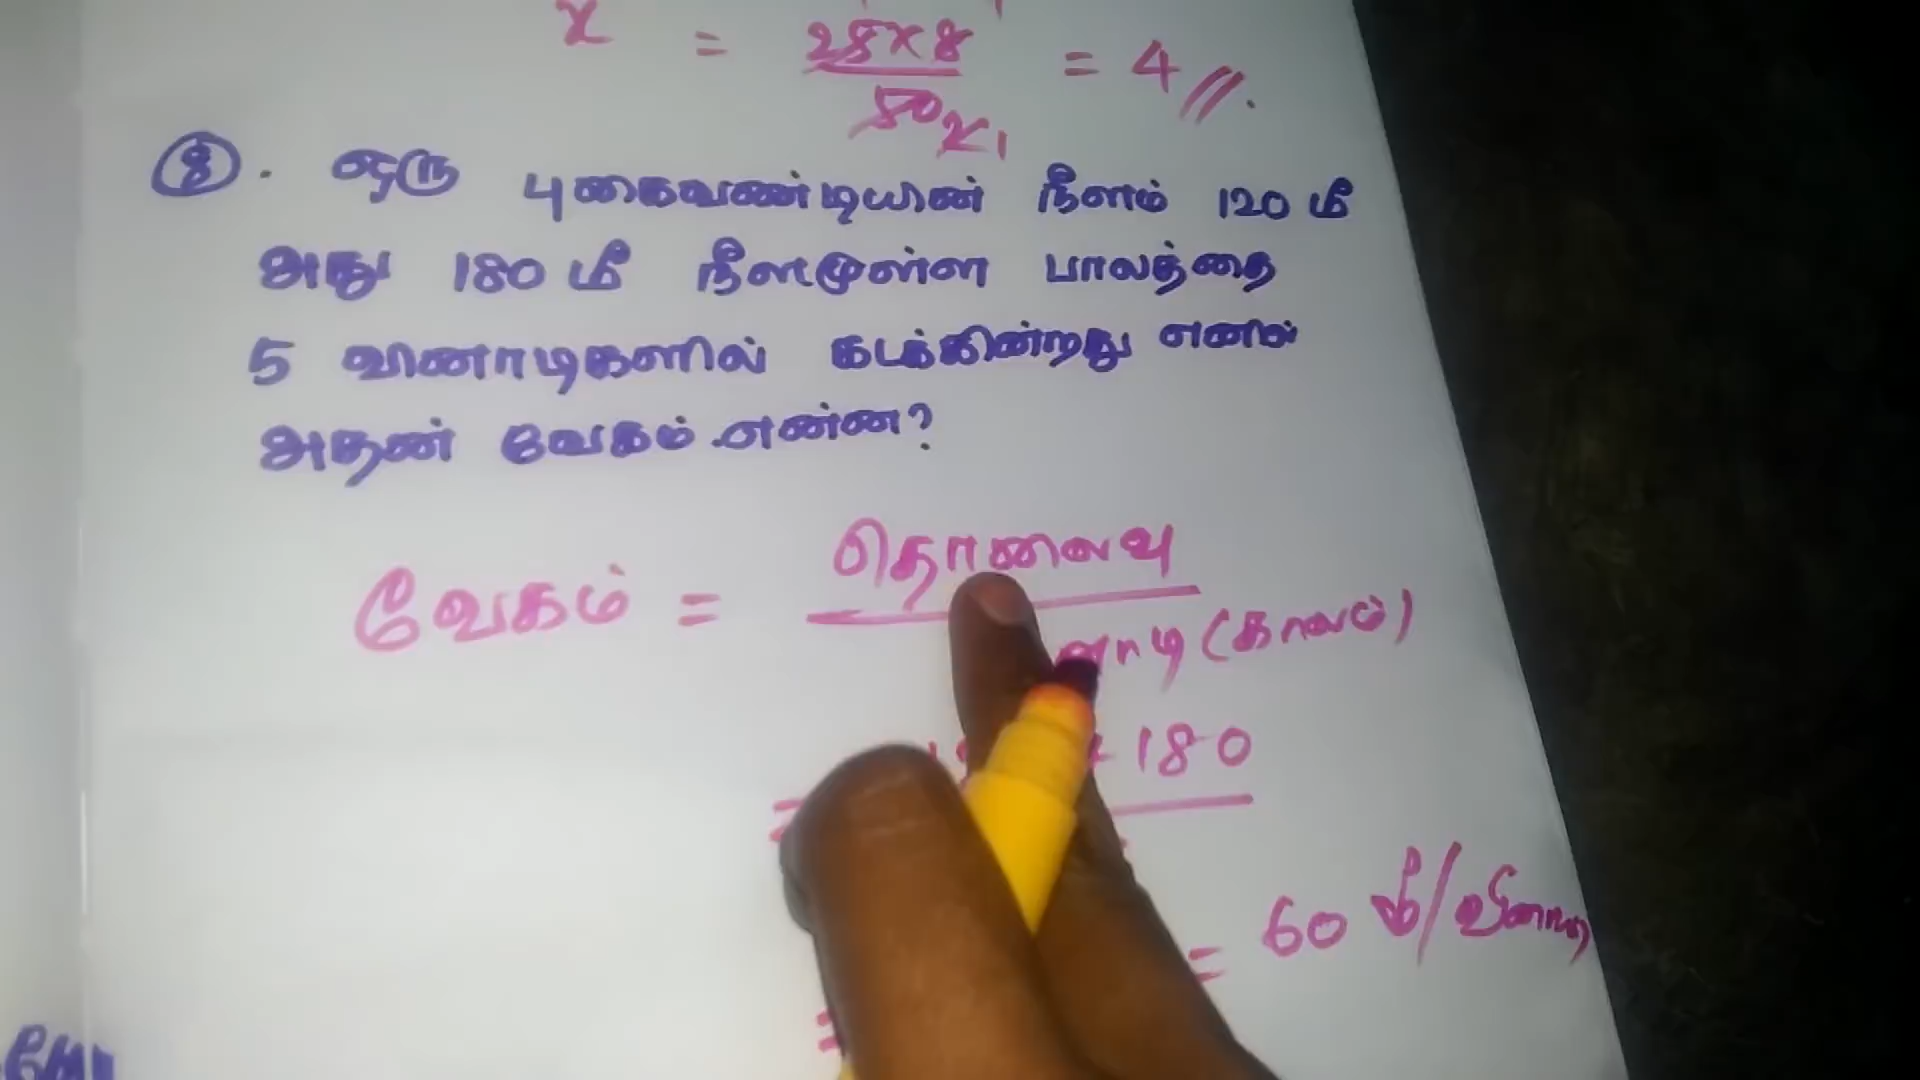 x = 28×8 / 50 = 4 //.
8. ஒரு புகைவண்டியின் நீளம் 120 மீ
அது 180 மீ நீளமுள்ள பாலத்தை
5 வினாடிகளில் கடக்கின்றது எனில்
அதன் வேகம் என்ன?
வேகம் = தொலைவு
னாடி (காலம்)
180
= 60 மீ/வினாடி